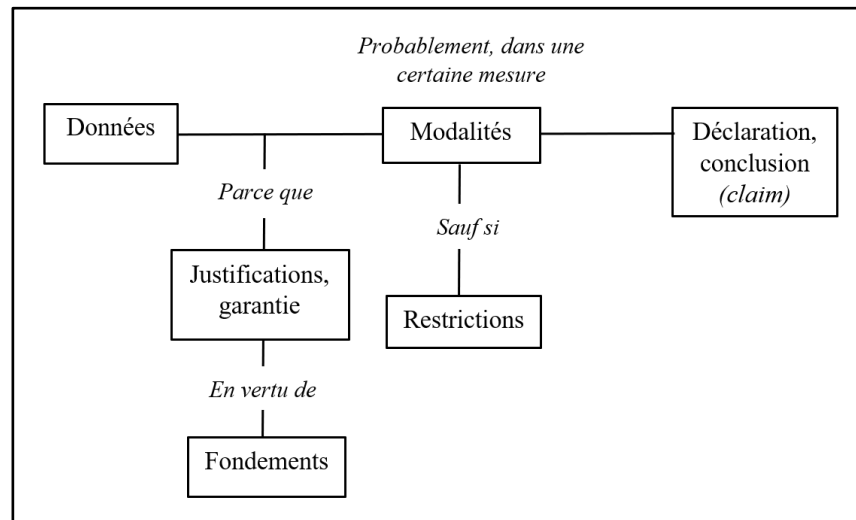 Probablement, dans une
certaine mesure
Données
Modalités
Déclaration,
conclusion
(claim)
Parce que
Sauf si
Justifications,
garantie
Restrictions
En vertu de
Fondements